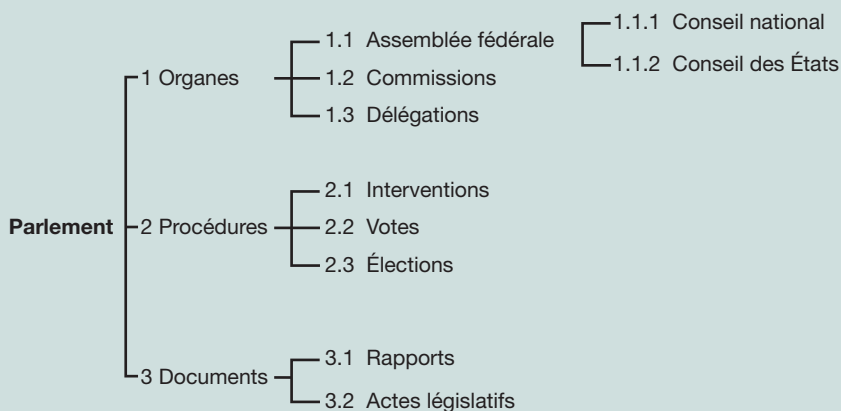 Parlement
1 Organes
1.1 Assemblée fédérale
1.1.1 Conseil national
1.1.2 Conseil des États
1.2 Commissions
1.3 Délégations
2 Procédures
2.1 Interventions
2.2 Votes
2.3 Élections
3 Documents
3.1 Rapports
3.2 Actes législatifs